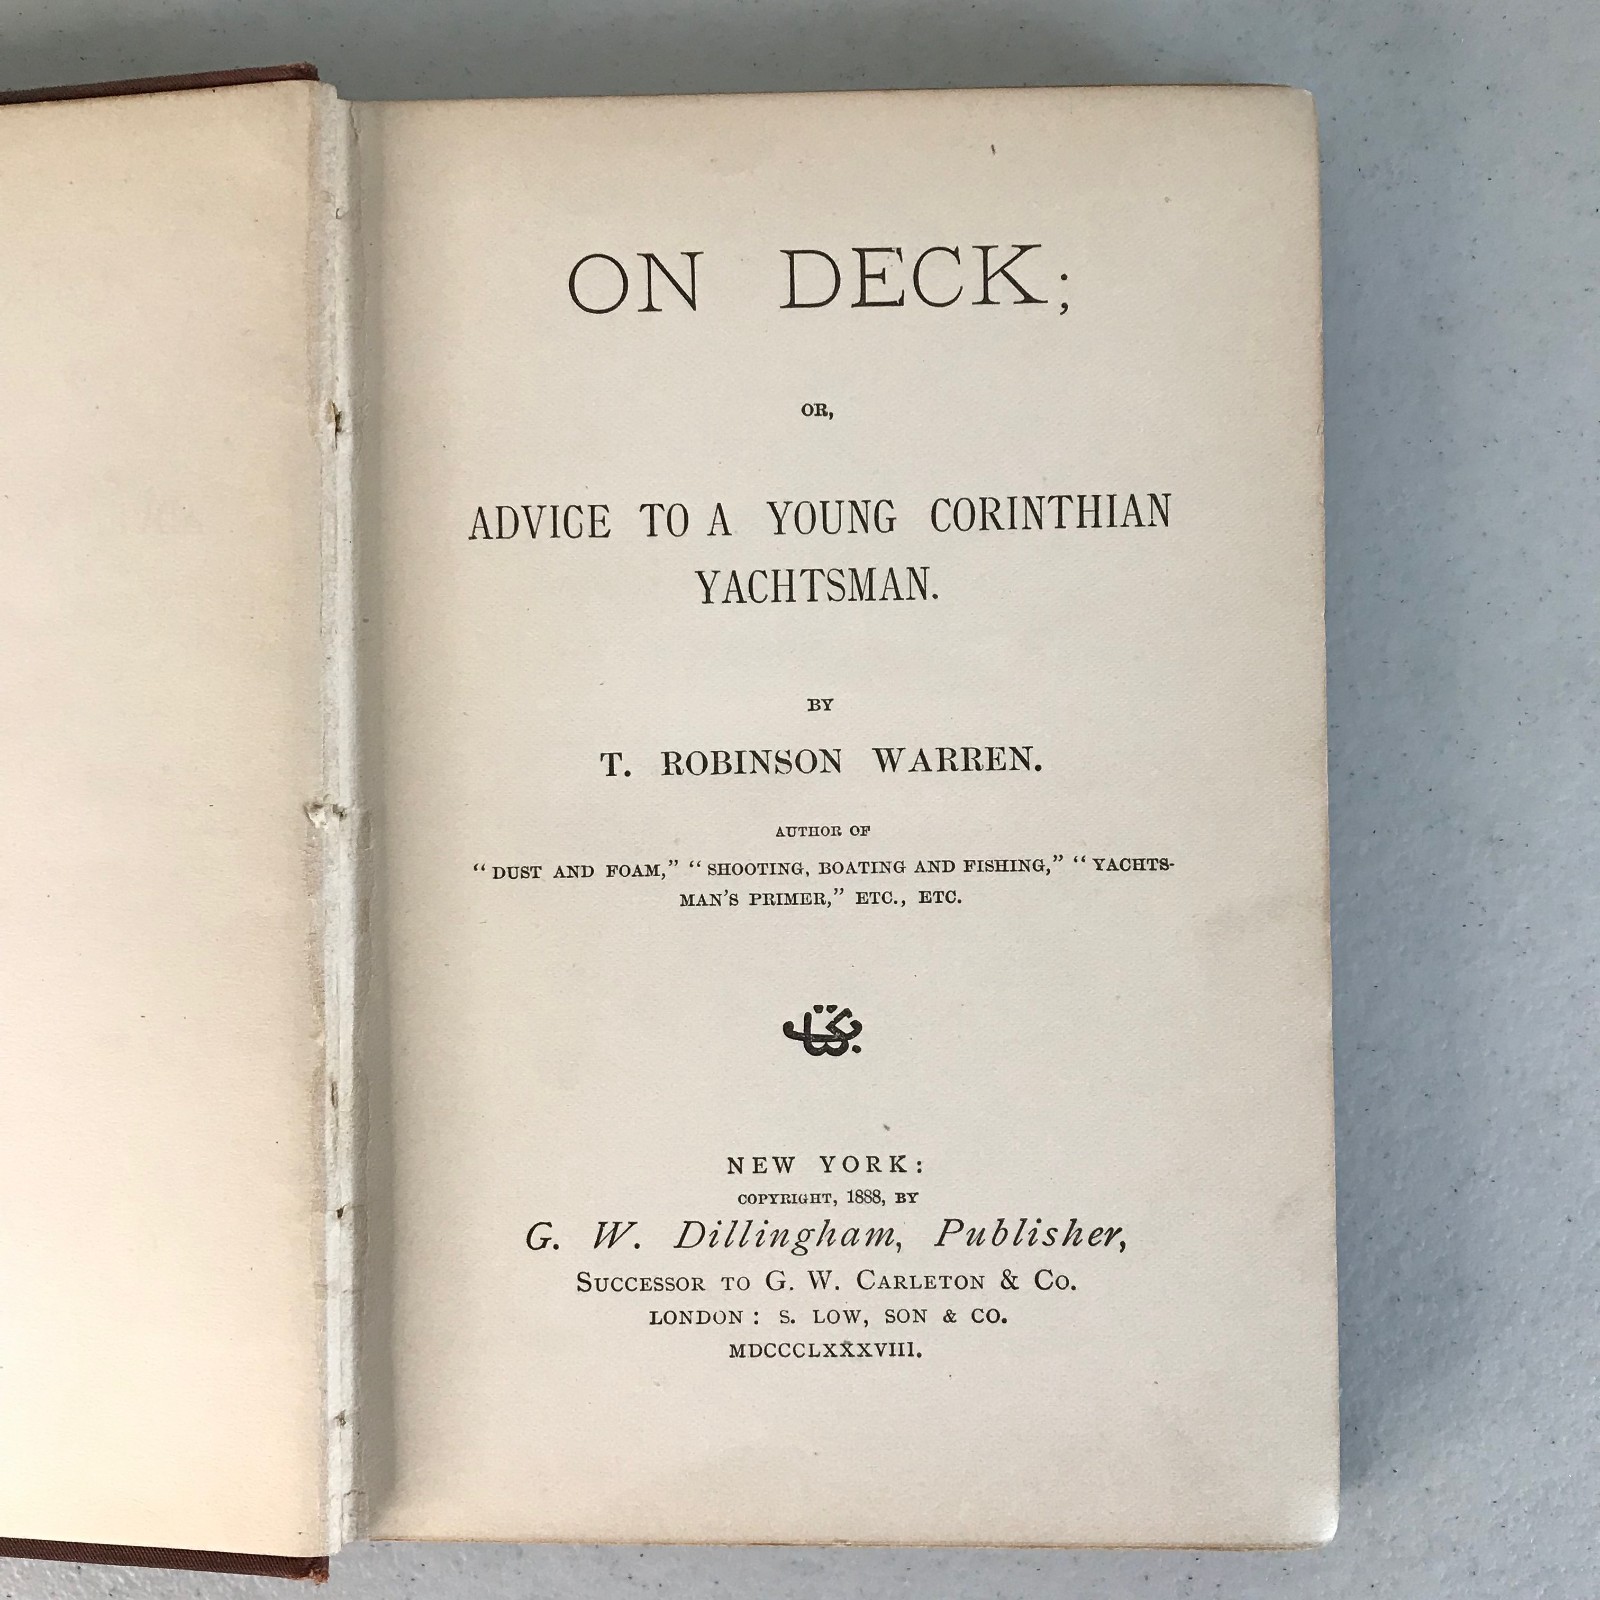 ON DECK;
OR,
ADVICE TO A YOUNG CORINTHIAN
YACHTSMAN.
BY
T. ROBINSON WARREN.
AUTHOR OF
“DUST AND FOAM,” “SHOOTING, BOATING AND FISHING,” “YACHTS-
MAN’S PRIMER,” ETC., ETC.
NEW YORK:
COPYRIGHT, 1888, BY
G. W. Dillingham, Publisher,
SUCCESSOR TO G. W. CARLETON & CO.
LONDON: S. LOW, SON & CO.
MDCCCLXXXVIII.